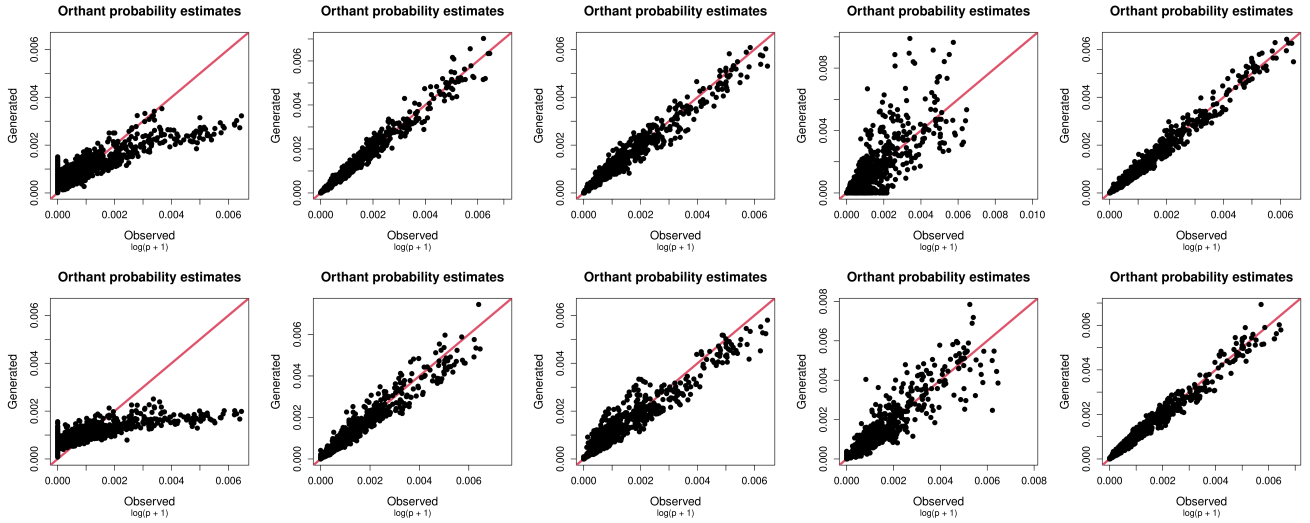 Orthant probability estimates
Generated
0.006
0.004
0.002
0.000
0.000 0.002 0.004 0.006
Observed
log(p + 1)
Orthant probability estimates
Generated
0.006
0.004
0.002
0.000
0.000 0.002 0.004 0.006
Observed
log(p + 1)
Orthant probability estimates
Generated
0.006
0.004
0.002
0.000
0.000 0.002 0.004 0.006
Observed
log(p + 1)
Orthant probability estimates
Generated
0.008
0.004
0.000
0.000 0.002 0.004 0.006 0.008 0.010
Observed
log(p + 1)
Orthant probability estimates
Generated
0.006
0.004
0.002
0.000
0.000 0.002 0.004 0.006
Observed
log(p + 1)
Orthant probability estimates
Generated
0.006
0.004
0.002
0.000
0.000 0.002 0.004 0.006
Observed
log(p + 1)
Orthant probability estimates
Generated
0.006
0.004
0.002
0.000
0.000 0.002 0.004 0.006
Observed
log(p + 1)
Orthant probability estimates
Generated
0.006
0.004
0.002
0.000
0.000 0.002 0.004 0.006
Observed
log(p + 1)
Orthant probability estimates
Generated
0.008
0.006
0.004
0.002
0.000
0.000 0.002 0.004 0.006 0.008
Observed
log(p + 1)
Orthant probability estimates
Generated
0.006
0.004
0.002
0.000
0.000 0.002 0.004 0.006
Observed
log(p + 1)